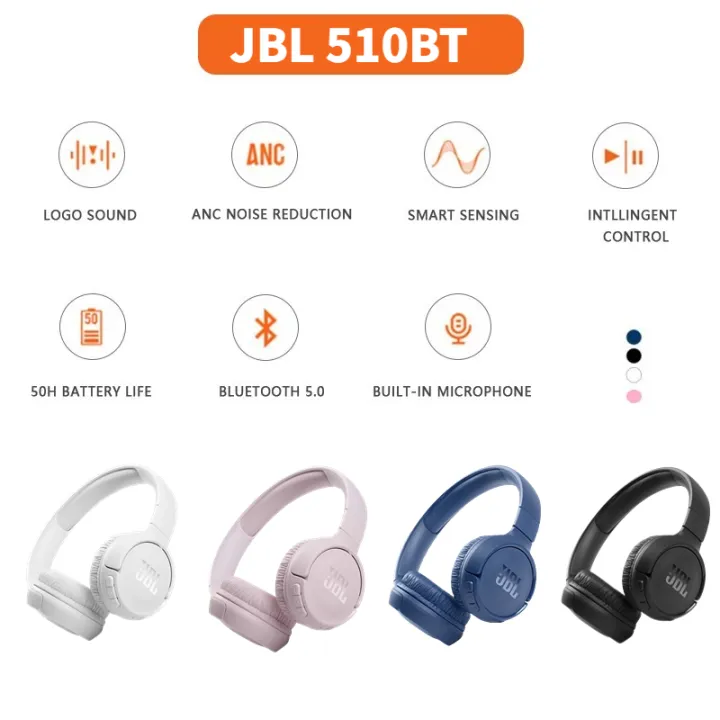 JBL 510BT
ANC
LOGO SOUND
ANC NOISE REDUCTION
SMART SENSING
INTLLINGENT
CONTROL
50
50H BATTERY LIFE
BLUETOOTH 5.0
BUILT-IN MICROPHONE
JBL
JBL
JBL
JBL